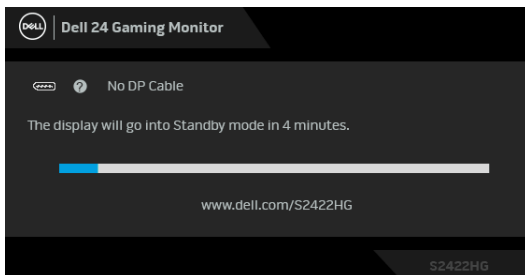 DELL
Dell 24 Gaming Monitor
No DP Cable
The display will go into Standby mode in 4 minutes.
www.dell.com/S2422HG
S2422HG